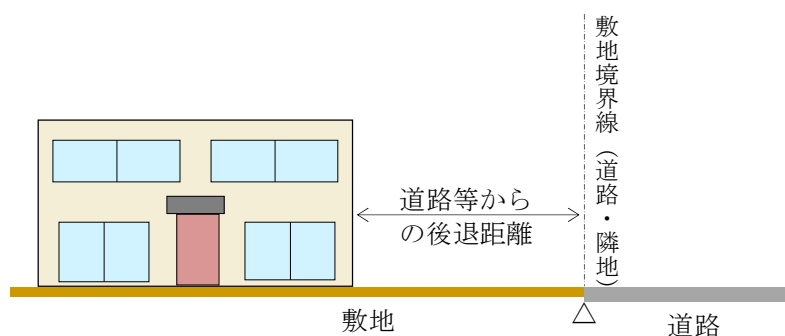 敷地境界線（道路・隣地）
道路等から
の後退距離
敷地
道路